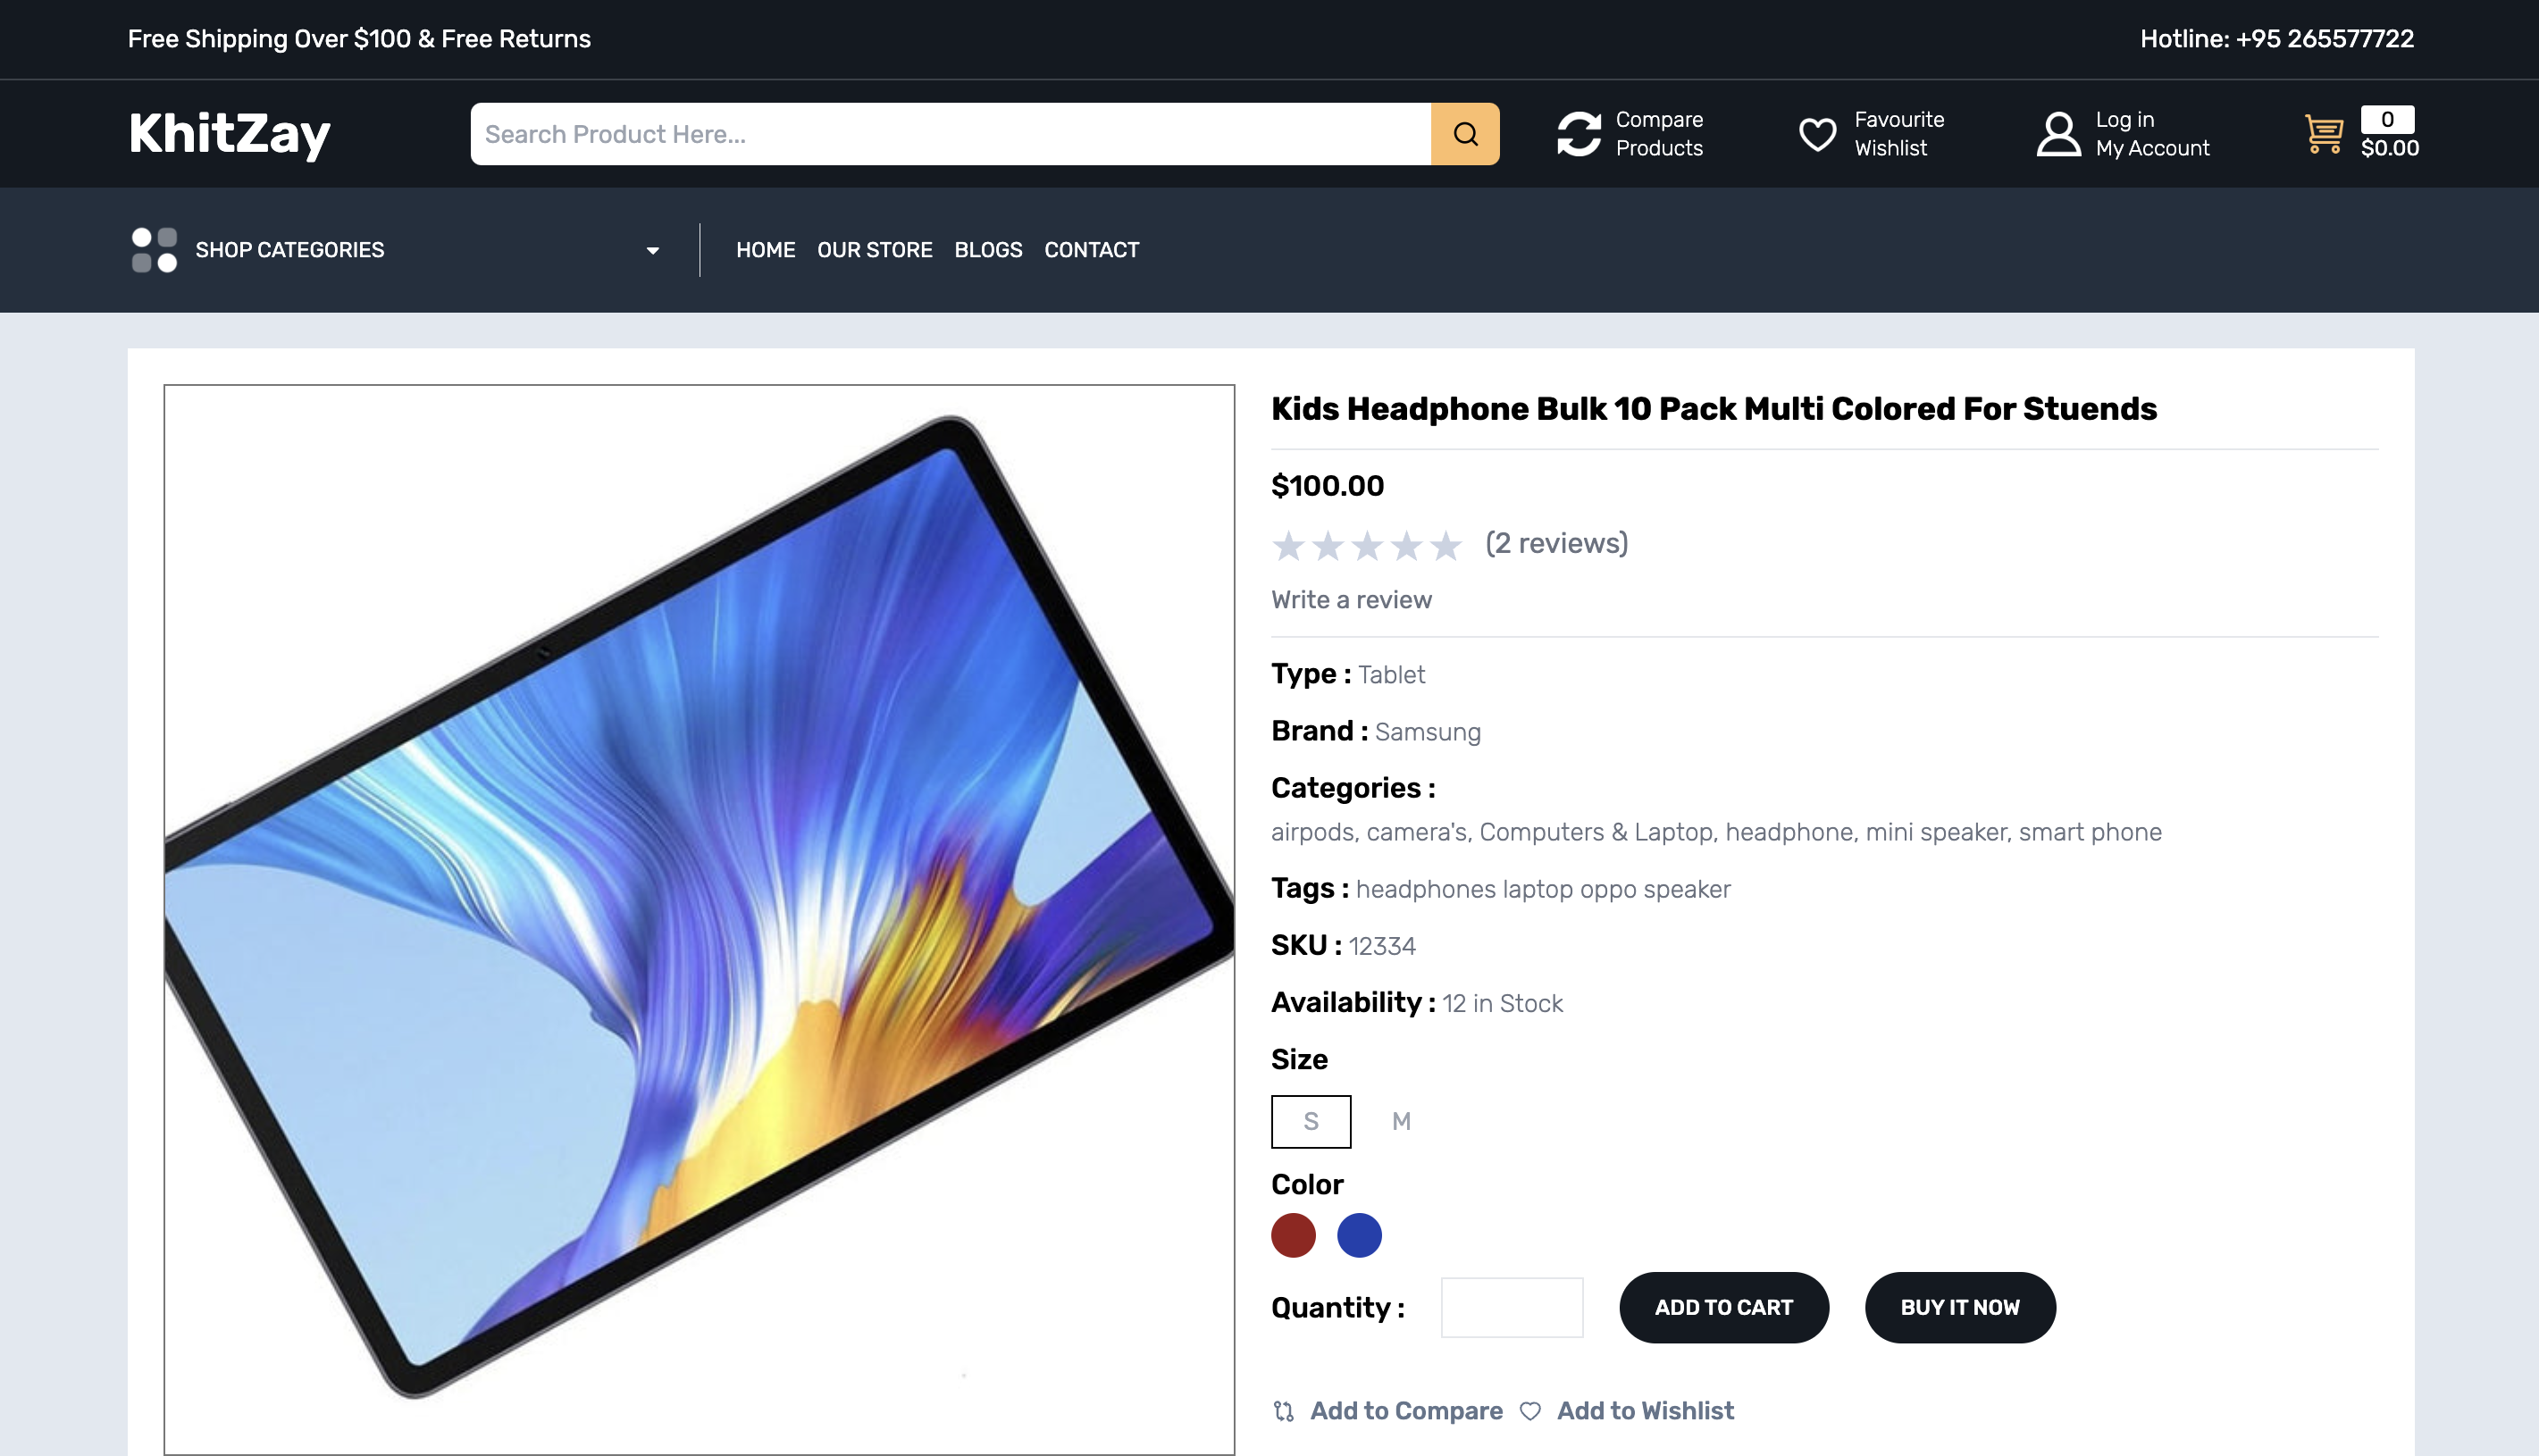 Free Shipping Over $100 & Free Returns
Hotline: +95 265577722
KhitZay
Search Product Here...
Compare
Products
Favourite
Wishlist
Log in
My Account
0
$0.00
SHOP CATEGORIES
HOME OUR STORE BLOGS CONTACT
Kids Headphone Bulk 10 Pack Multi Colored For Stuends
$100.00
(2 reviews)
Write a review
Type : Tablet
Brand : Samsung
Categories :
airpods, camera's, Computers & Laptop, headphone, mini speaker, smart phone
Tags : headphones laptop oppo speaker
SKU : 12334
Availability : 12 in Stock
Size
S M
Color
Quantity :
ADD TO CART
BUY IT NOW
Add to Compare
Add to Wishlist